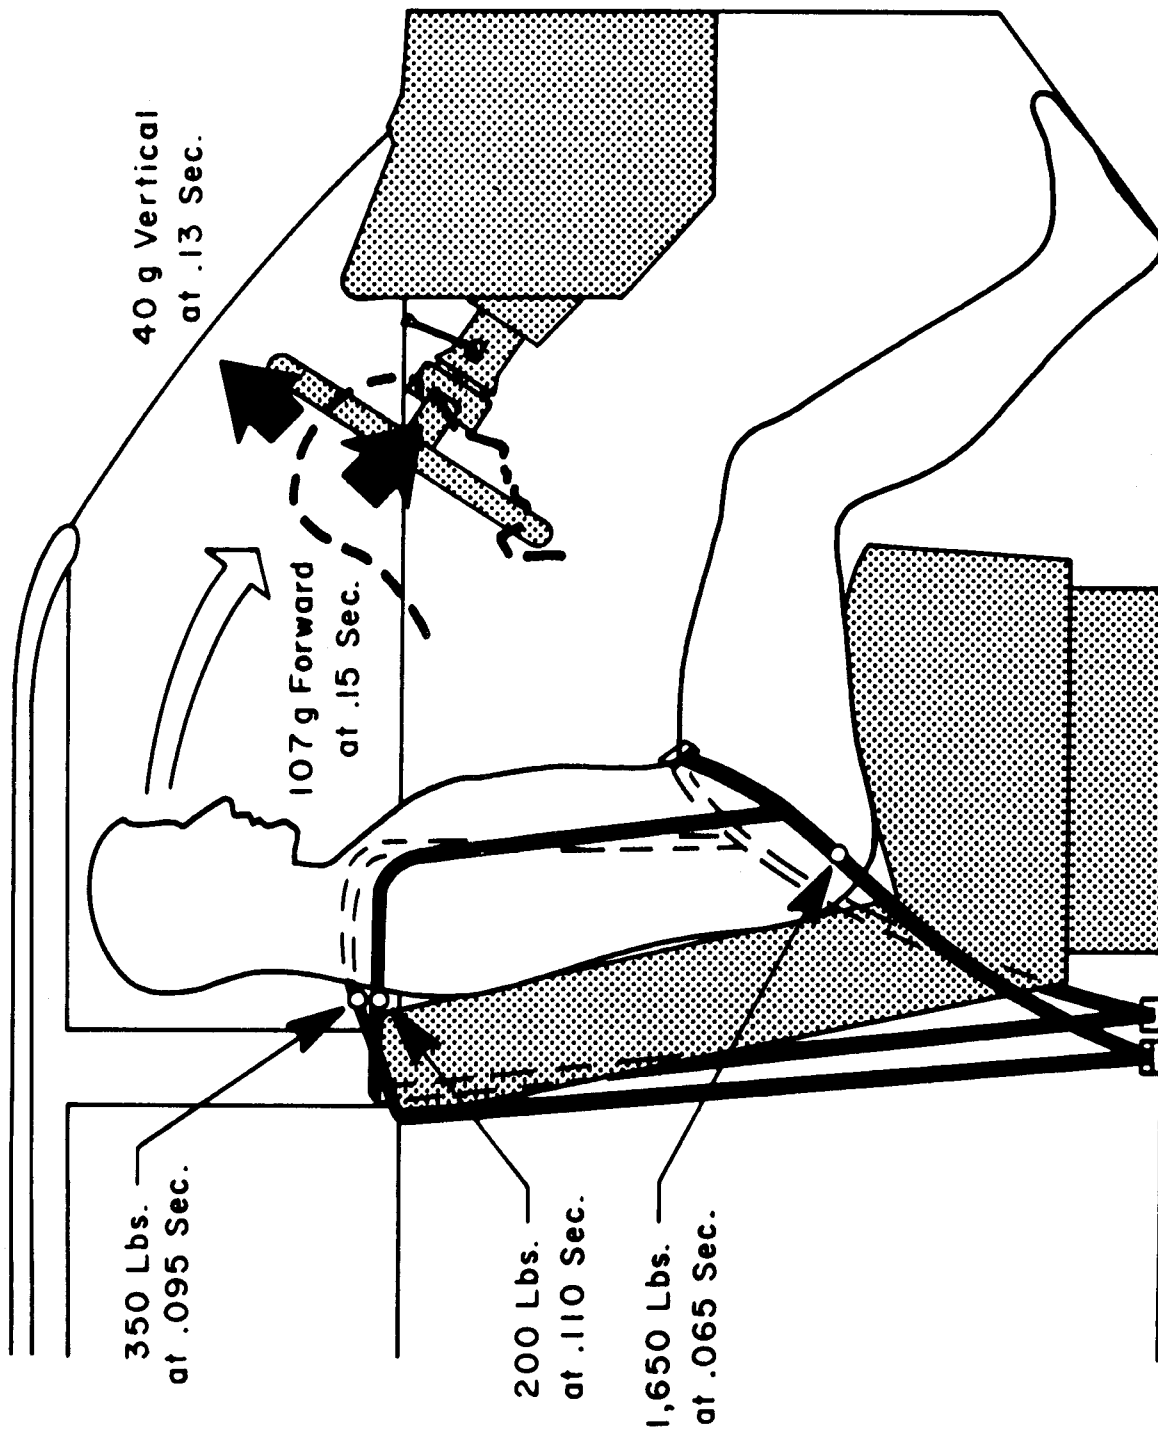 40 g Vertical
at .13 Sec.
107 g Forward
at .15 Sec.
350 Lbs.
at .095 Sec.
200 Lbs.
at .110 Sec.
1,650 Lbs.
at .065 Sec.